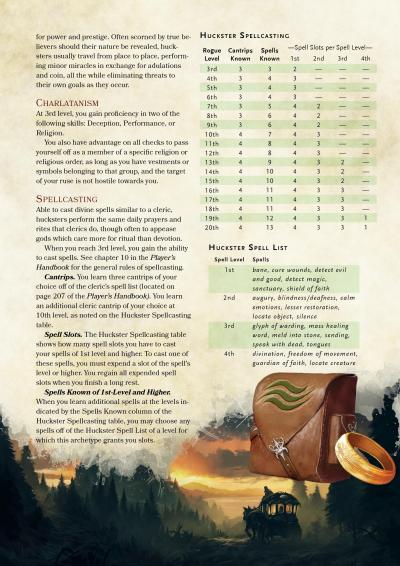 for power and prestige. Often scorned by true be-
lievers should their nature be revealed, huck-
sters usually travel from place to place, perform-
ing minor miracles in exchange for adulations
and coin, all the while eliminating threats to
their own goals as they occur.
CHARLATANISM
At 3rd level, you gain proficiency in two of the
following skills: Deception, Performance, or
Religion.
You also have advantage on all checks to pass
yourself off as a member of a specific religion or
religious order, as long as you have vestments or
symbols belonging to that group, and the target
of your ruse is not hostile towards you.
SPELLCASTING
Able to cast divine spells similar to a cleric,
hucksters perform the same daily prayers and
rites that clerics do, though often to appease
gods which care more for ritual than devotion.
When you reach 3rd level, you gain the ability
to cast spells. See chapter 10 in the Player's
Handbook for the general rules of spellcasting.
Cantrips. You learn three cantrips of your
choice off of the cleric's spell list (located on
page 207 of the Player's Handbook). You learn
an additional cleric cantrip of your choice at
10th level, as noted on the Huckster Spellcasting
table.
Spell Slots. The Huckster Spellcasting table
shows how many spell slots you have to cast
your spells of 1st level and higher. To cast one of
these spells, you must expend a slot of the spell's
level or higher. You regain all expended spell
slots when you finish a long rest.
Spells Known of 1st-Level and Higher.
When you learn additional spells at the levels in-
dicated by the Spells Known column of the
Huckster Spellcasting table, you may choose any
spells off of the Huckster Spell List of a level for
which this archetype grants you slots.
HUCKSTER SPELLCASTING
—Spell Slots per Spell Level—
Rogue Cantrips Spells
Level Known Known 1st 2nd 3rd 4th
3rd 3 3 2 — — —
4th 3 4 3 — — —
5th 3 4 3 — — —
6th 3 4 3 — — —
7th 3 5 4 2 — —
8th 3 6 4 2 — —
9th 3 6 4 2 — —
10th 4 7 4 3 — —
11th 4 8 4 3 — —
12th 4 8 4 3 — —
13th 4 9 4 3 2 —
14th 4 10 4 3 2 —
15th 4 10 4 3 2 —
16th 4 11 4 3 3 —
17th 4 11 4 3 3 —
18th 4 11 4 3 3 —
19th 4 12 4 3 3 1
20th 4 13 4 3 3 1
HUCKSTER SPELL LIST
Spell Level Spells
1st bane, cure wounds, detect evil
and good, detect magic,
sanctuary, shield of faith
2nd augury, blindness/deafness, calm
emotions, lesser restoration,
locate object, silence
3rd glyph of warding, mass healing
word, meld into stone, sending,
speak with dead, tongues
4th divination, freedom of movement,
guardian of faith, locate creature